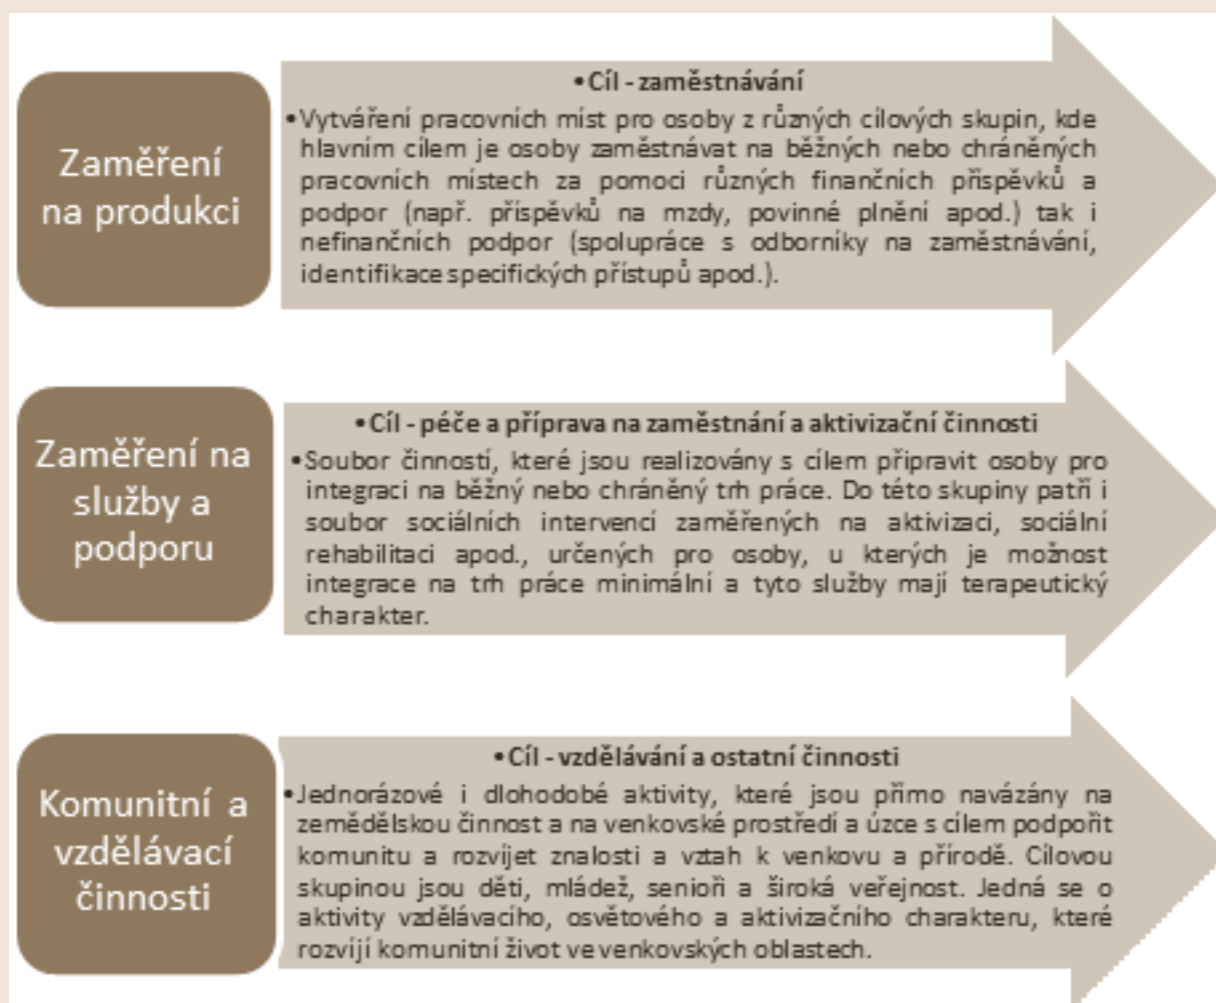 Zaměření
na produkci
•Cíl - zaměstnávání
•Vytváření pracovních míst pro osoby z různých cílových skupin, kde
hlavním cílem je osoby zaměstnávat na běžných nebo chráněných
pracovních místech za pomoci různých finančních příspěvků a
podpor (např. příspěvků na mzdy, povinné plnění apod.) tak i
nefinančních podpor (spolupráce s odborníky na zaměstnávání,
identifikace specifických přístupů apod.).
Zaměření na
služby a
podporu
•Cíl - péče a příprava na zaměstnání a aktivizační činnosti
•Soubor činností, které jsou realizovány s cílem připravit osoby pro
integraci na běžný nebo chráněný trh práce. Do této skupiny patří i
soubor sociálních intervencí zaměřených na aktivizaci, sociální
rehabilitaci apod., určených pro osoby, u kterých je možnost
integrace na trh práce minimální a tyto služby mají terapeutický
charakter.
Komunitní a
vzdělávací
činnosti
•Cíl - vzdělávání a ostatní činnosti
•Jednorázové i dlohodobé aktivity, které jsou přímo navázány na
zemědělskou činnost a na venkovské prostředí a úzce s cílem podpořit
komunitu a rozvíjet znalosti a vztah k venkovu a přírodě. Cílovou
skupinou jsou děti, mládež, senioři a široká veřejnost. Jedná se o
aktivity vzdělávacího, osvětového a aktivizačního charakteru, které
rozvíjí komunitní život ve venkovských oblastech.